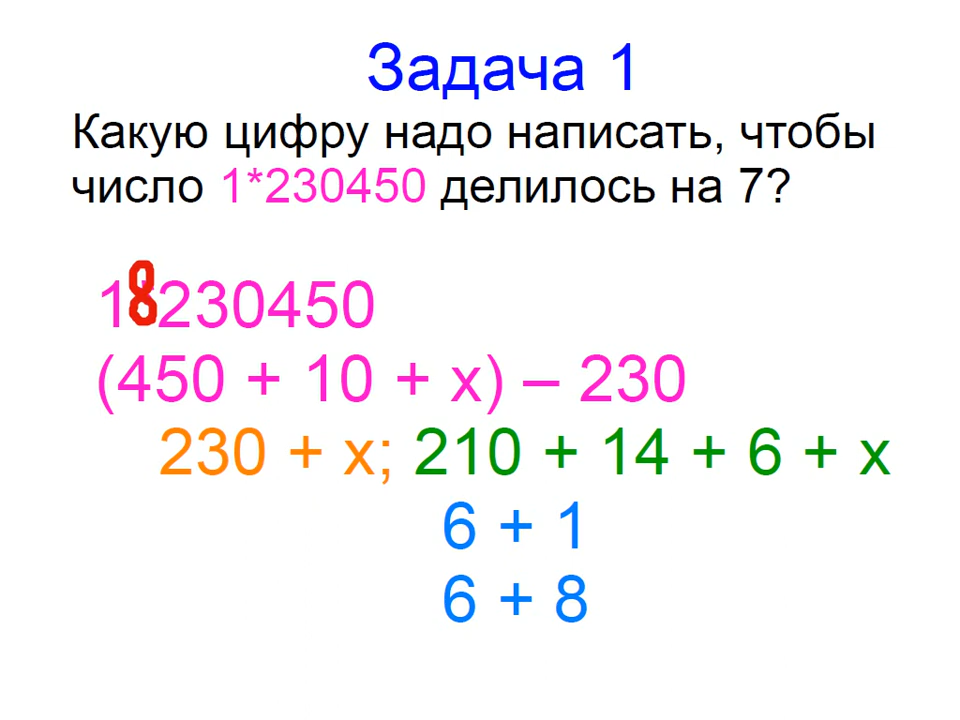 Задача 1
Какую цифру надо написать, чтобы
число 1*230450 делилось на 7?
18230450
(450 + 10 + x) – 230
230 + x; 210 + 14 + 6 + x
6 + 1
6 + 8